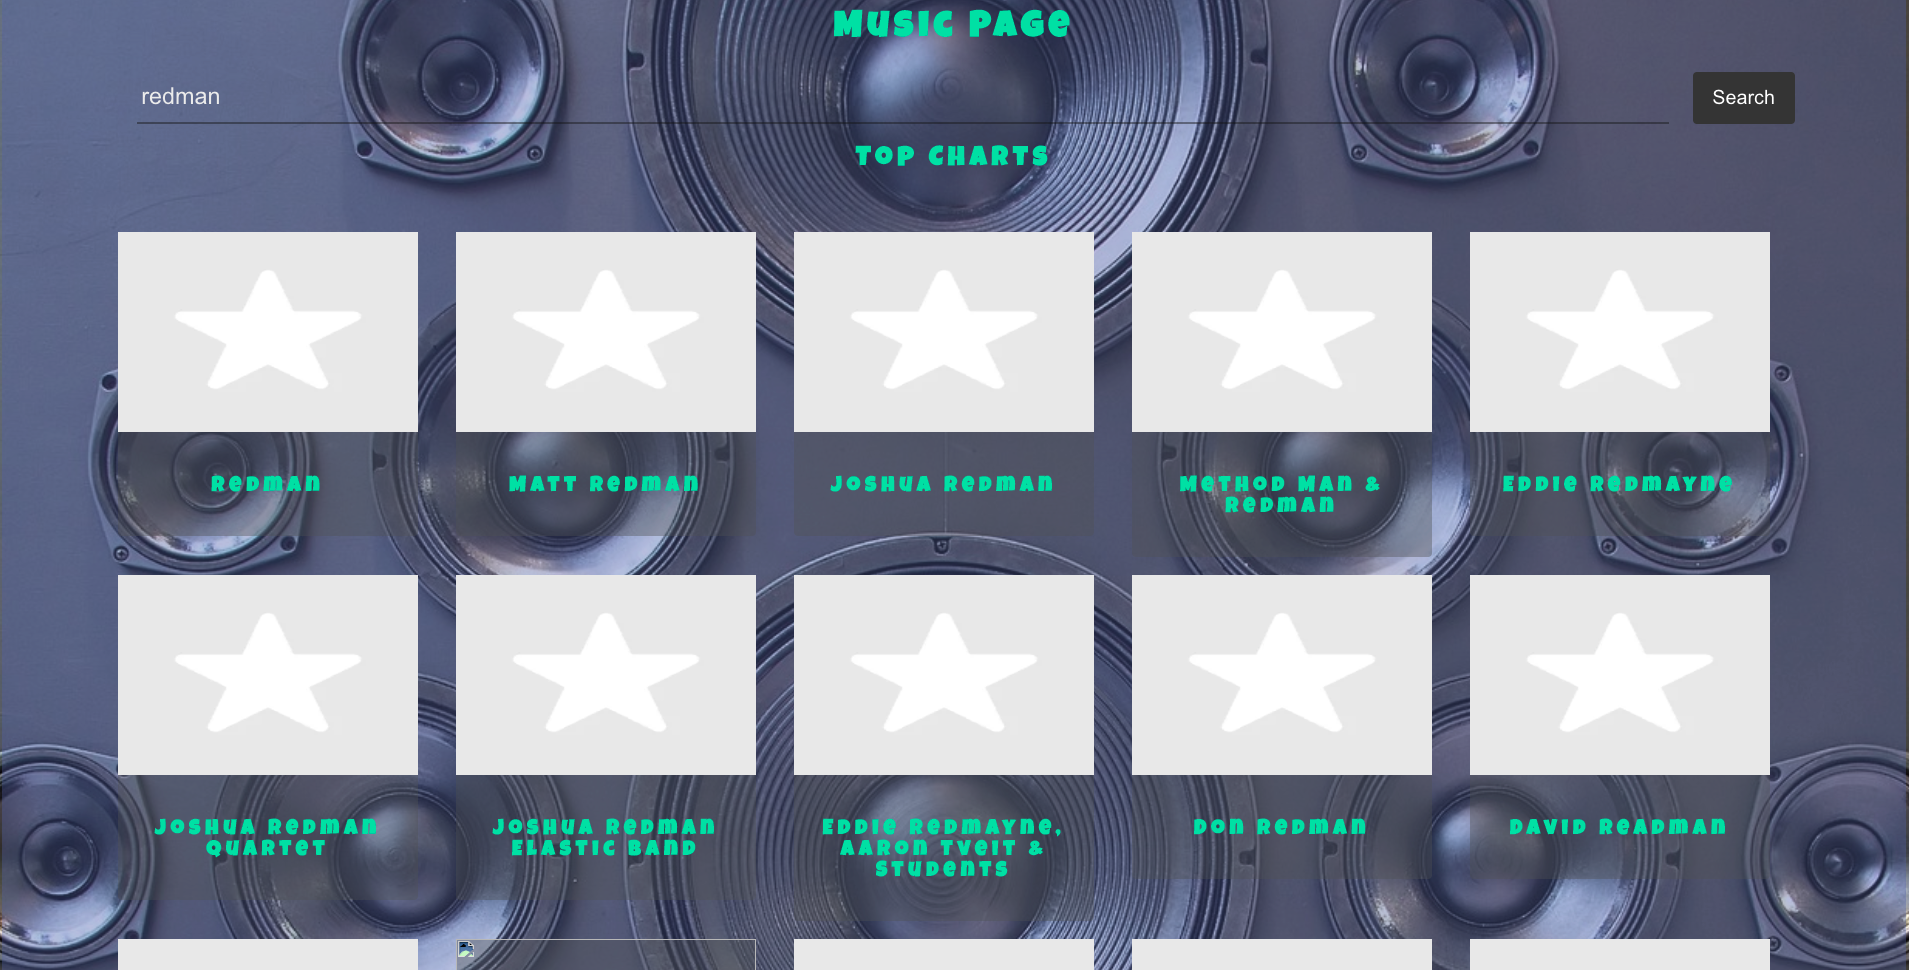 Music Page
redman
Search
Top Charts
Redman
Matt Redman
Joshua Redman
Method Man &
Redman
Eddie Redmayne
Joshua Redman
Quartet
Joshua Redman
Elastic Band
Eddie Redmayne,
Aaron Tveit &
Students
Don Redman
David Readman